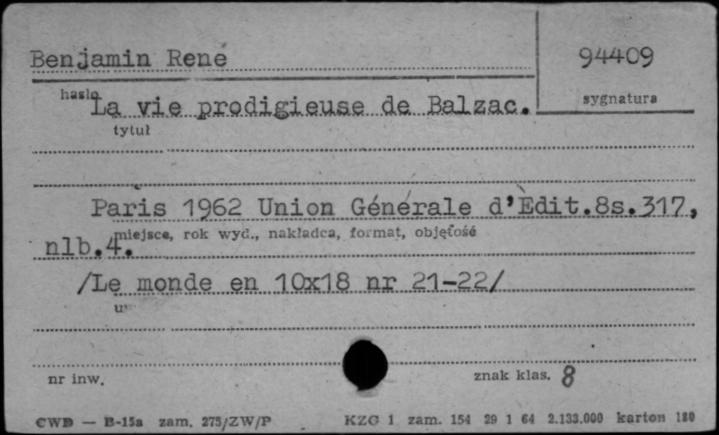 Benjamin René
94409
hasło
sygnatura
La vie prodigieuse de Balzac.
tytuł
Paris 1962 Union Générale d'Èdit.8s.317,
miejsce, rok wyd., nakładca, format, objętość
nlb.4.
/Le monde en 10x18 nr 21-22/
nr inw.
znak klas. 8
CWD — B-15a zam. 275/ZW/P
KZG 1 zam. 154 29 1 64 2.133.000 karton 180